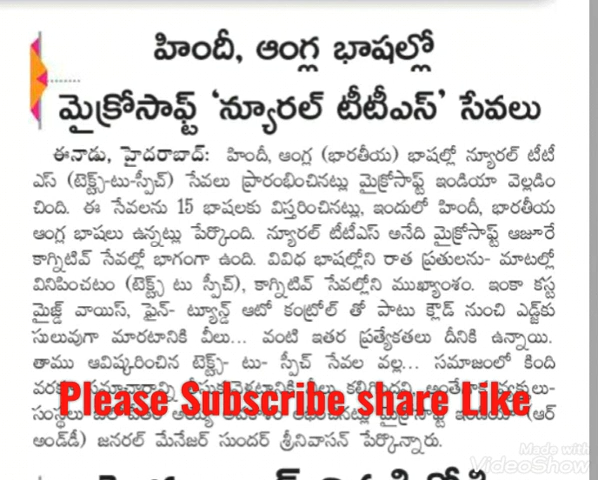 హిందీ, ఆంగ్ల భాషల్లో
మైక్రోసాఫ్ట్ 'న్యూరల్ టీటీఎస్' సేవలు
ఈనాడు, హైదరాబాద్: హిందీ, ఆంగ్ల (భారతీయ) భాషల్లో న్యూరల్ టీటీ
ఎస్ (టెక్ట్స్-టు-స్పీచ్) సేవలు ప్రారంభించినట్లు మైక్రోసాఫ్ట్ ఇండియా వెల్లడిం
చింది. ఈ సేవలను 15 భాషలకు విస్తరించినట్లు, ఇందులో హిందీ, భారతీయ
ఆంగ్ల భాషలు ఉన్నట్లు పేర్కొంది. న్యూరల్ టీటీఎస్ అనేది మైక్రోసాఫ్ట్ ఆజూరే
కాగ్నిటివ్ సేవల్లో భాగంగా ఉంది. వివిధ భాషల్లోని రాత ప్రతులను- మాటల్లో
వినిపించటం (టెక్ట్స్ టు స్పీచ్), కాగ్నిటివ్ సేవల్లోని ముఖ్యాంశం. ఇంకా కస్ట
మైజ్డ్ వాయిస్, ఫైన్- ట్యూన్డ్ ఆటో కంట్రోల్ తో పాటు క్లౌడ్ నుంచి ఎడ్జ్‌కు
సులువుగా మారటానికి వీలు... వంటి ఇతర ప్రత్యేకతలు దీనికి ఉన్నాయి.
తాము ఆవిష్కరించిన టెక్ట్స్- టు- స్పీచ్ సేవల వల్ల... సమాజంలో కింది
Please Subscribe share Like
అండ్‌డీ) జనరల్ మేనేజర్ సుందర్ శ్రీనివాసన్ పేర్కొన్నారు.
Made with
VideoShow